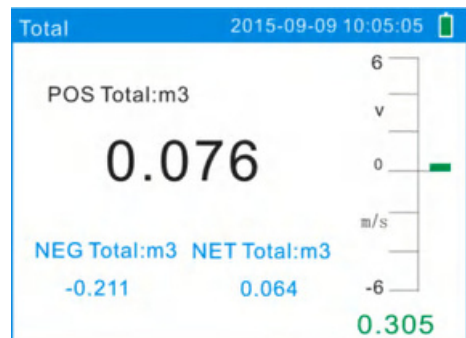 Total 2015-09-09 10:05:05
6
POS Total:m3
v
0.076
0
m/s
NEG Total:m3 NET Total:m3
-0.211 0.064
-6
0.305